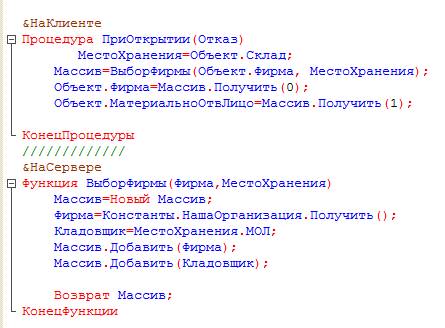 &НаКлиенте
Процедура ПриОткрытии(Отказ)
МестоХранения=Объект.Склад;
Массив=ВыборФирмы(Объект.Фирма, МестоХранения);
Объект.Фирма=Массив.Получить(0);
Объект.МатериальноОтвЛицо=Массив.Получить(1);
КонецПроцедуры
/////////////
&НаСервере
Функция ВыборФирмы(Фирма,МестоХранения)
Массив=Новый Массив;
Фирма=Константы.НашаОрганизация.Получить();
Кладовщик=МестоХранения.МОЛ;
Массив.Добавить(Фирма);
Массив.Добавить(Кладовщик);
Возврат Массив;
КонецФункции